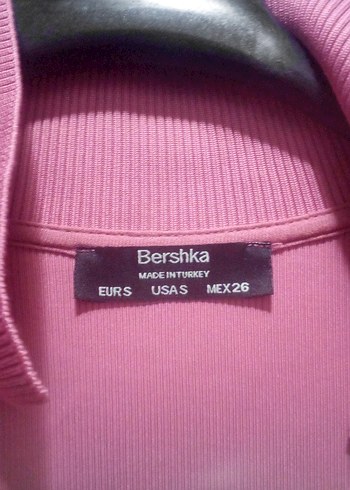 Bershka
MADE IN TURKEY
EUR S USA S MEX 26